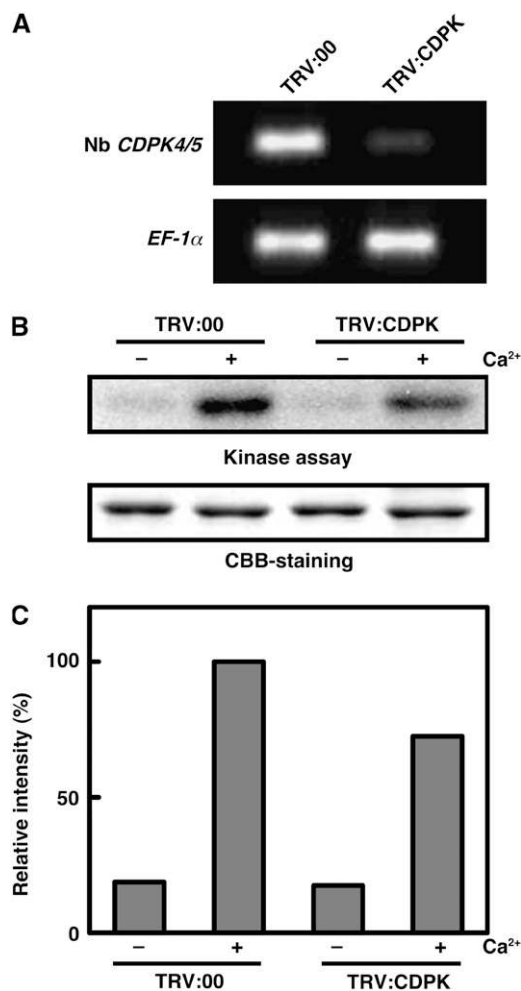 A
TRV:00 TRV:CDPK
Nb CDPK4/5
EF-1α
B
TRV:00 TRV:CDPK
– + – + Ca²⁺
Kinase assay
CBB-staining
C
Relative intensity (%)
100
50
0
– + – + Ca²⁺
TRV:00 TRV:CDPK